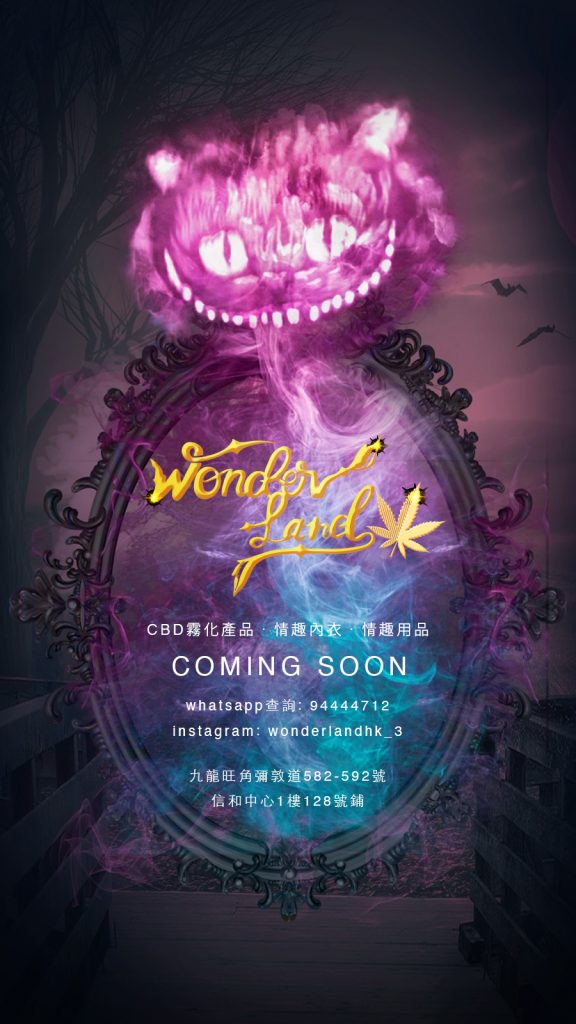 Wonder
Land
CBD霧化產品·情趣內衣·情趣用品
COMING SOON
whatsapp查詢: 94444712
instagram: wonderlandhk_3
九龍旺角彌敦道582-592號
信和中心1樓128號鋪